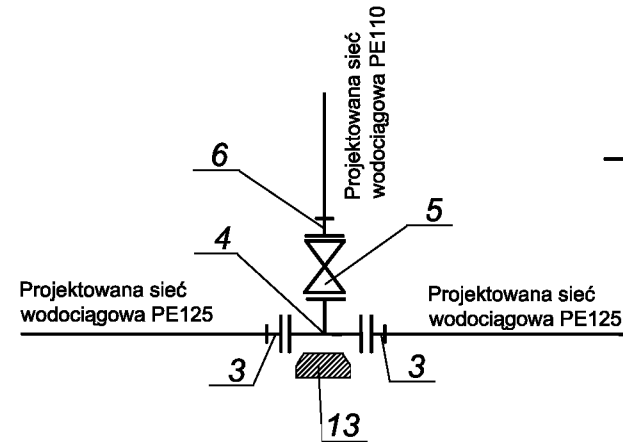 Projektowana sieć
wodociągowa PE110
6
5
4
Projektowana sieć
wodociągowa PE125
Projektowana sieć
wodociągowa PE125
3
3
13